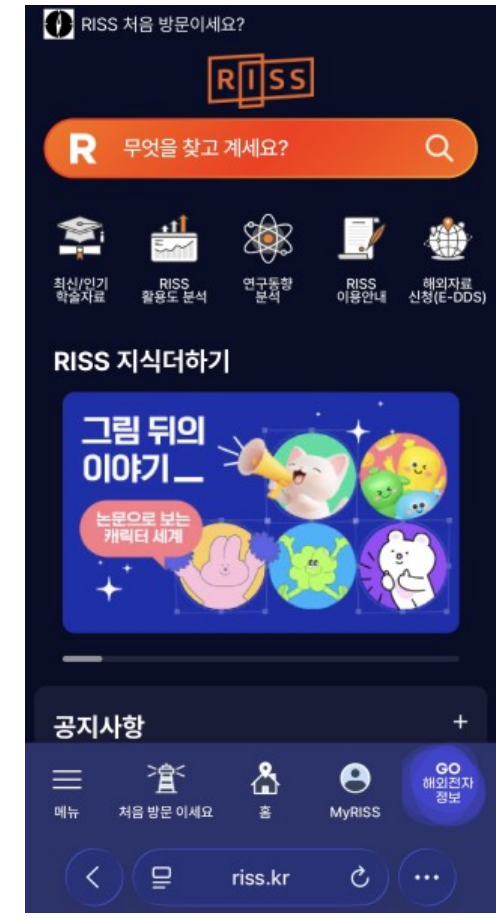 RISS 처음 방문이세요?
RISS
R 무엇을 찾고 계세요?
최신/인기
학술자료
RISS
활용도 분석
연구동향
분석
RISS
이용안내
해외자료
신청(E-DDS)
RISS 지식더하기
그림 뒤의
이야기
논문으로 보는
캐릭터 세계
공지사항 +
메뉴
처음 방문 이세요
홈
MyRISS
GO
해외전자
정보
riss.kr